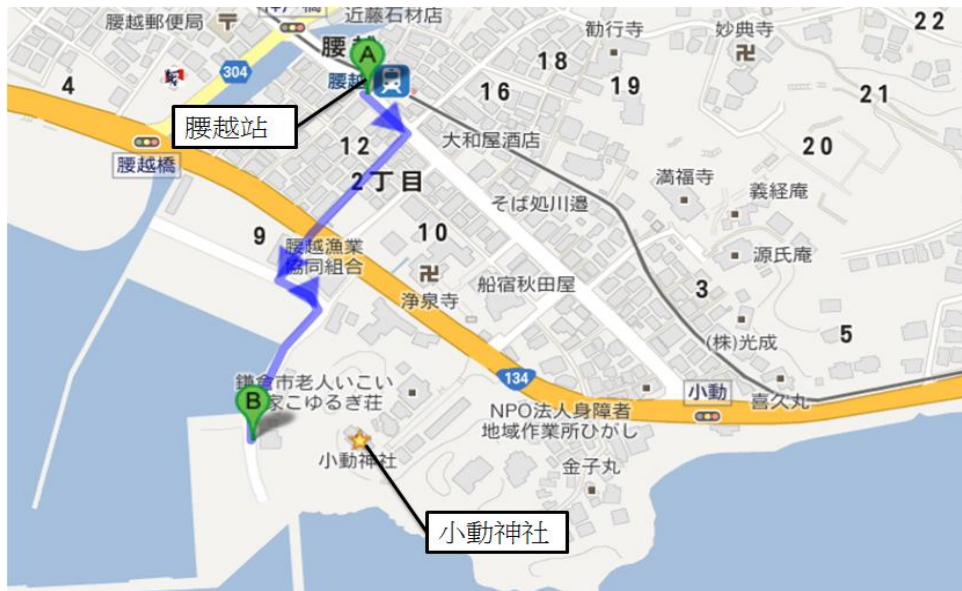 腰越郵便局
近藤石材店
22
勧行寺
妙典寺
A
腰越
腰越
304
4
18
16
19
21
腰越站
大和屋酒店
20
腰越橋
12
2丁目
満福寺
義経庵
そば処川邊
9
10
腰越漁業
協同組合
源氏庵
船宿秋田屋
3
浄泉寺
(株)光成
5
134
小動
喜久丸
鎌倉市老人いこい
家こゆるぎ荘
B
NPO法人身障者
地域作業所ひがし
小動神社
金子丸
小動神社